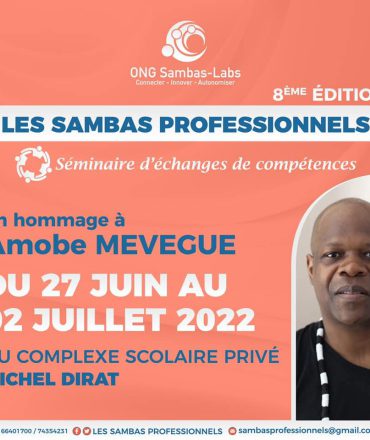 ONG Sambas-Labs
Connecter - Innover - Autonomiser
8ÈME ÉDITION
LES SAMBAS PROFESSIONNELS
Séminaire d'échanges de compétences
n hommage à
Amobe MEVEGUE
DU 27 JUIN AU
02 JUILLET 2022
U COMPLEXE SCOLAIRE PRIVÉ
ICHEL DIRAT
66401700 / 74354231 LES SAMBAS PROFESSIONNELS sambasprofessionnels@gmail.co